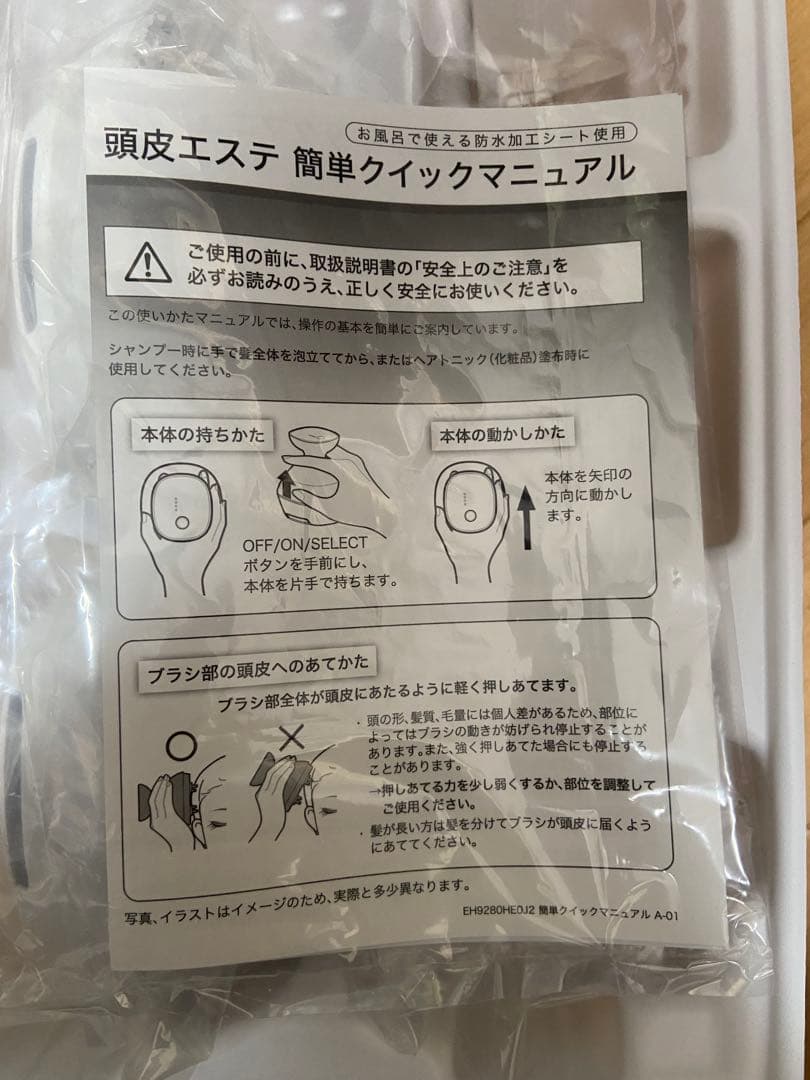 お風呂で使える防水加工シート使用
頭皮エステ 簡単クイックマニュアル
ご使用の前に、取扱説明書の「安全上のご注意」を
必ずお読みのうえ、正しく安全にお使いください。
この使いかたマニュアルでは、操作の基本を簡単にご案内しています。
シャンプー時に手で髪全体を泡立ててから、またはヘアトニック(化粧品)塗布時に
使用してください。
本体の持ちかた
OFF/ON/SELECT
ボタンを手前にし、
本体を片手で持ちます。
本体の動かしかた
本体を矢印の
方向に動かし
ます。
ブラシ部の頭皮へのあてかた
ブラシ部全体が頭皮にあたるように軽く押しあてます。
・頭の形、髪質、毛量には個人差があるため、部位に
よってはブラシの動きが妨げられ停止することが
あります。また、強く押しあてた場合にも停止する
ことがあります。
→押しあてる力を少し弱くするか、部位を調整して
ご使用ください。
・髪が長い方は髪を分けてブラシが頭皮に届くよう
にあててください。
写真、イラストはイメージのため、実際と多少異なります。
EH9280HE0J2 簡単クイックマニュアル A-01